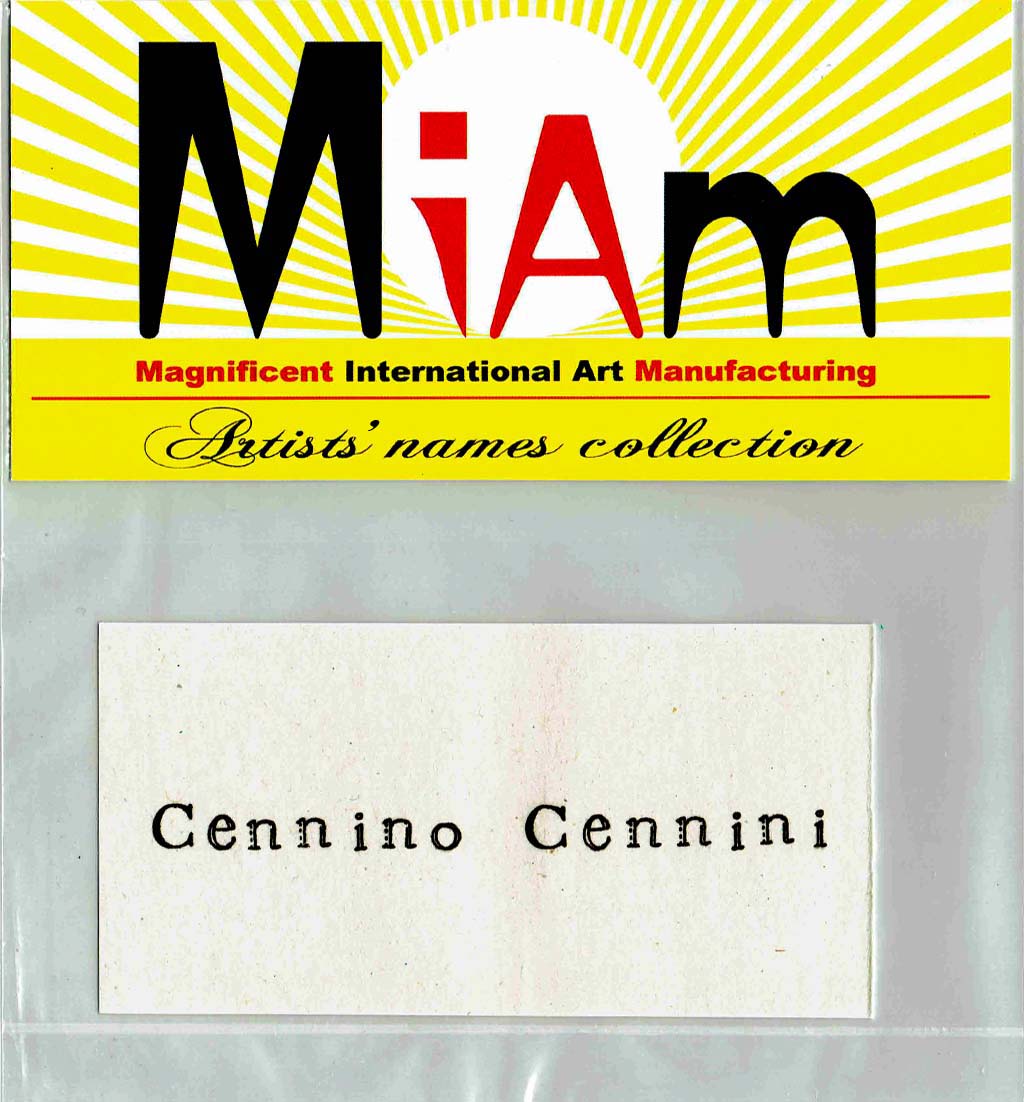 MiAm
Magnificent International Art Manufacturing
Artists' names collection
Cennino Cennini